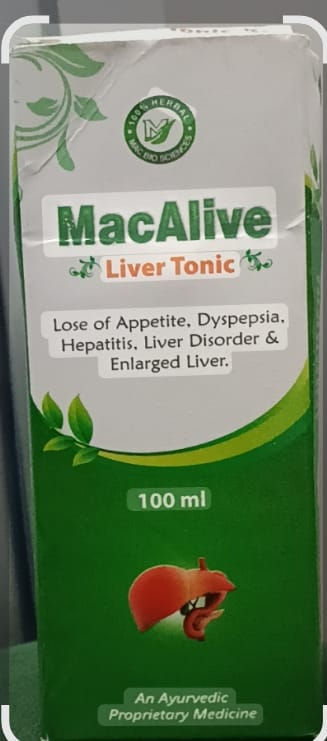 100% HERBAL
MAC BIO SCIENCES
MacAlive
Liver Tonic
Lose of Appetite, Dyspepsia,
Hepatitis, Liver Disorder &
Enlarged Liver.
100 ml
An Ayurvedic
Proprietary Medicine